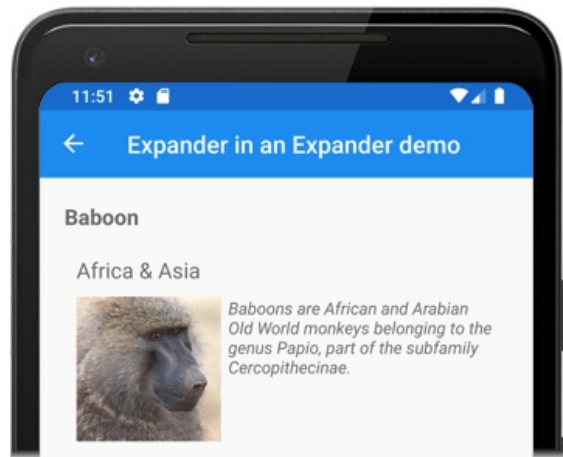 11:51
Expander in an Expander demo
Baboon
Africa & Asia
Baboons are African and Arabian
Old World monkeys belonging to the
genus Papio, part of the subfamily
Cercopithecinae.